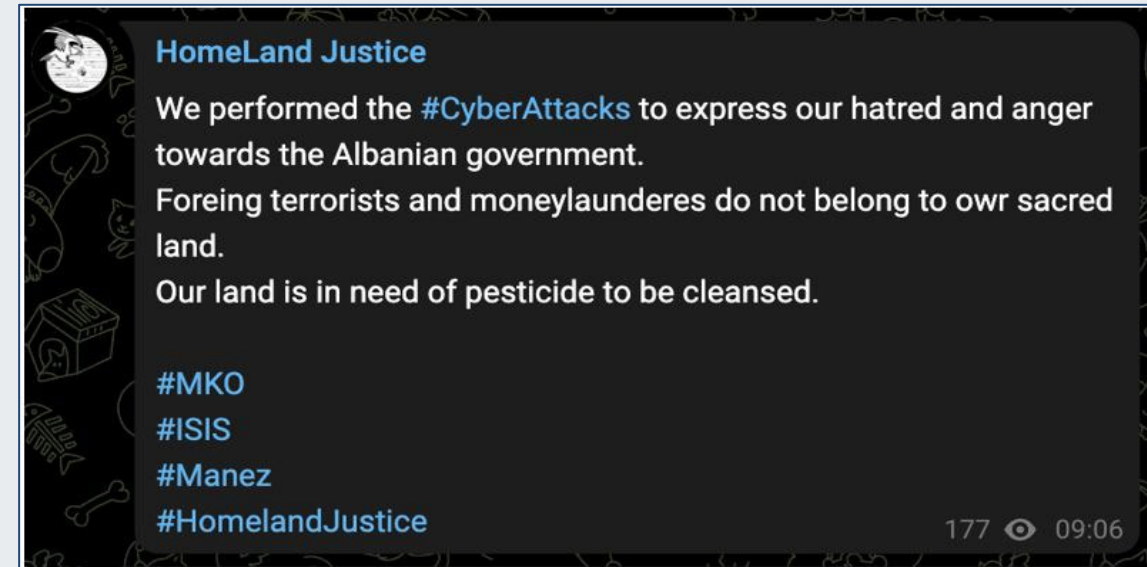 HomeLand Justice
We performed the #CyberAttacks to express our hatred and anger
towards the Albanian government.
Foreing terrorists and moneylaunderes do not belong to owr sacred
land.
Our land is in need of pesticide to be cleansed.
#MKO
#ISIS
#Manez
#HomelandJustice
177 09:06